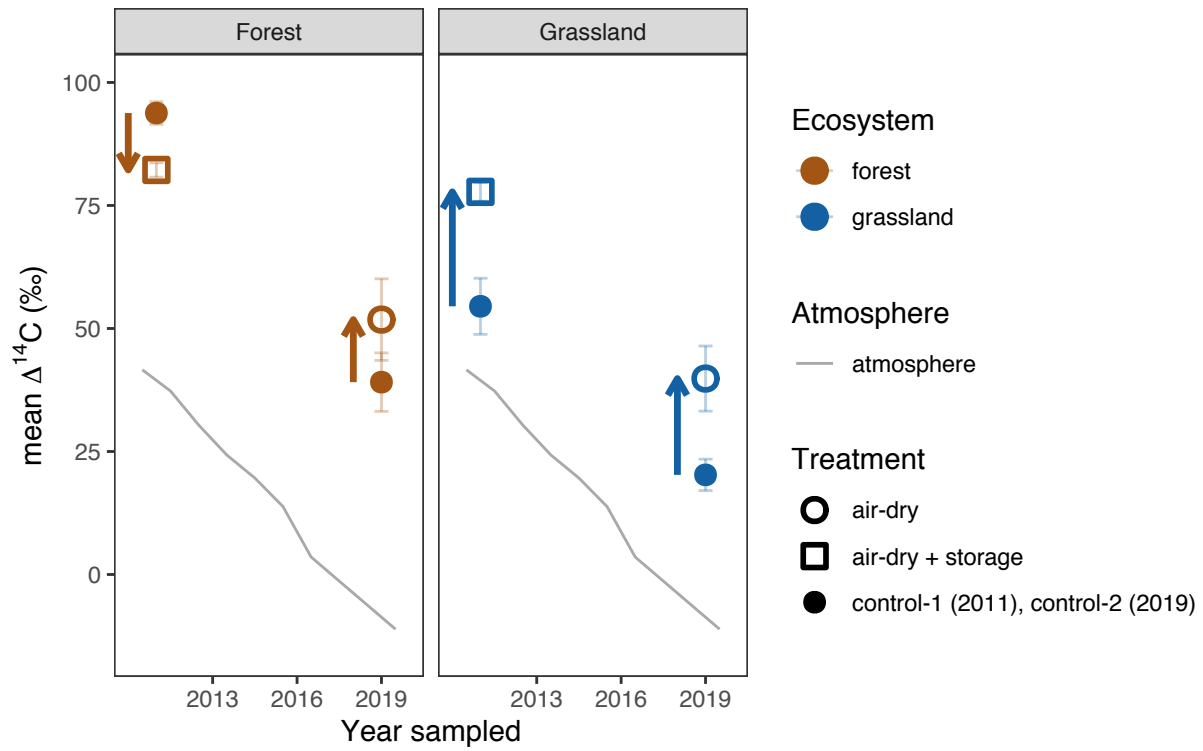 Forest
Grassland
100
75
50
25
0
mean Δ¹⁴C (‰)
2013
2016
2019
2013
2016
2019
Year sampled
Ecosystem
forest
grassland
Atmosphere
atmosphere
Treatment
air-dry
air-dry + storage
control-1 (2011), control-2 (2019)